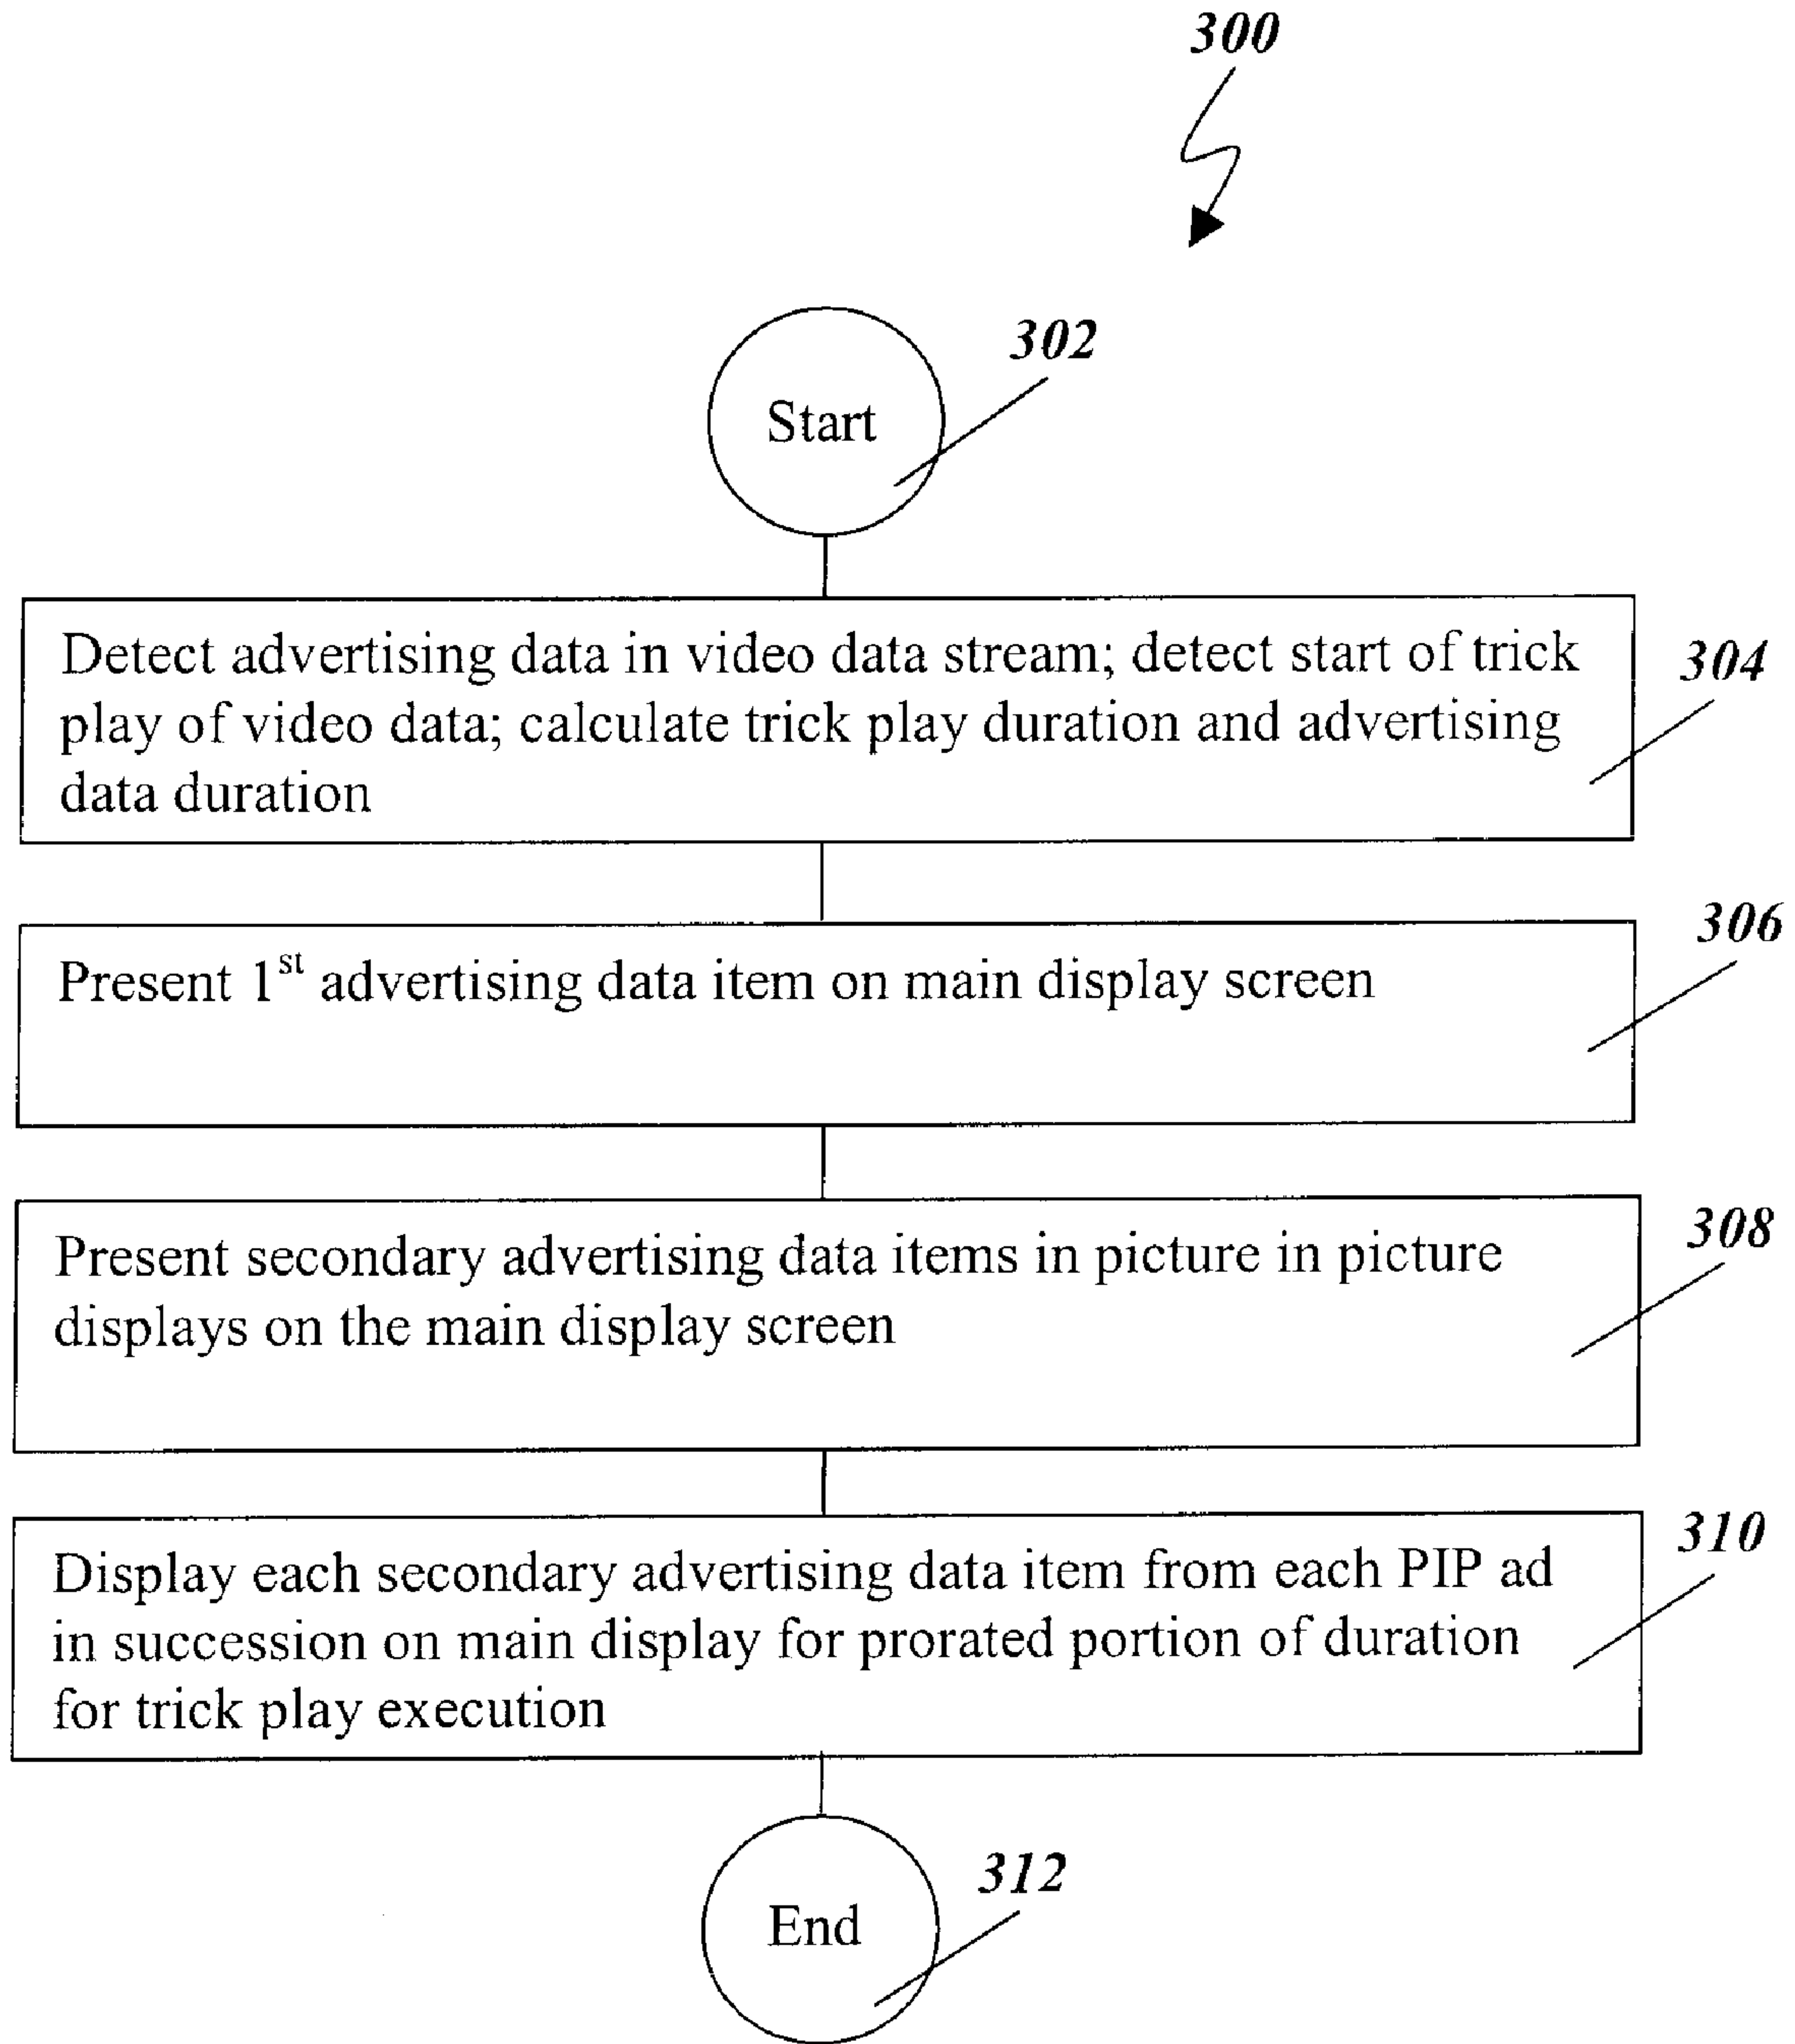 300
302
Start
Detect advertising data in video data stream; detect start of trick
play of video data; calculate trick play duration and advertising
data duration
304
306
Present 1st advertising data item on main display screen
308
Present secondary advertising data items in picture in picture
displays on the main display screen
310
Display each secondary advertising data item from each PIP ad
in succession on main display for prorated portion of duration
for trick play execution
312
End